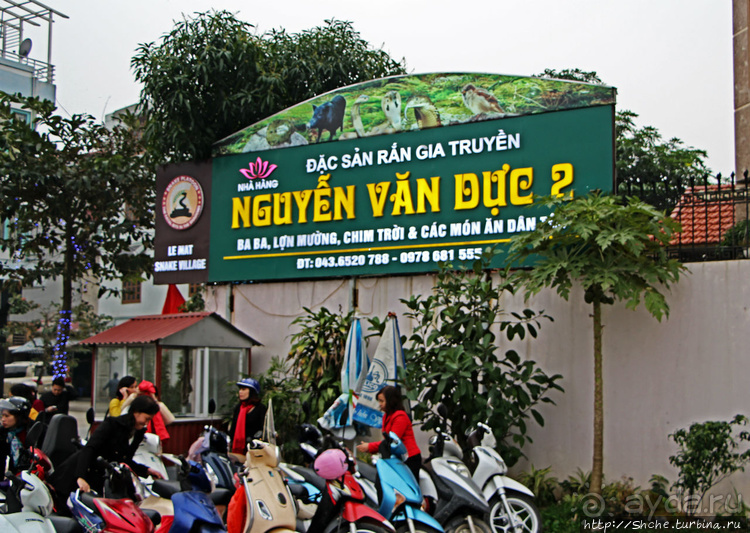 ĐẶC SẢN RẮN GIA TRUYỀN
NHÀ HÀNG
NGUYỄN VĂN DỰC 2
BA BA, LỢN MƯỜNG, CHIM TRỜI & CÁC MÓN ĂN DÂN
ĐT: 043.6520 788 - 0978 681 555
LE MAT
SNAKE VILLAGE
ayda.ru
http://Shche.turbina.ru/